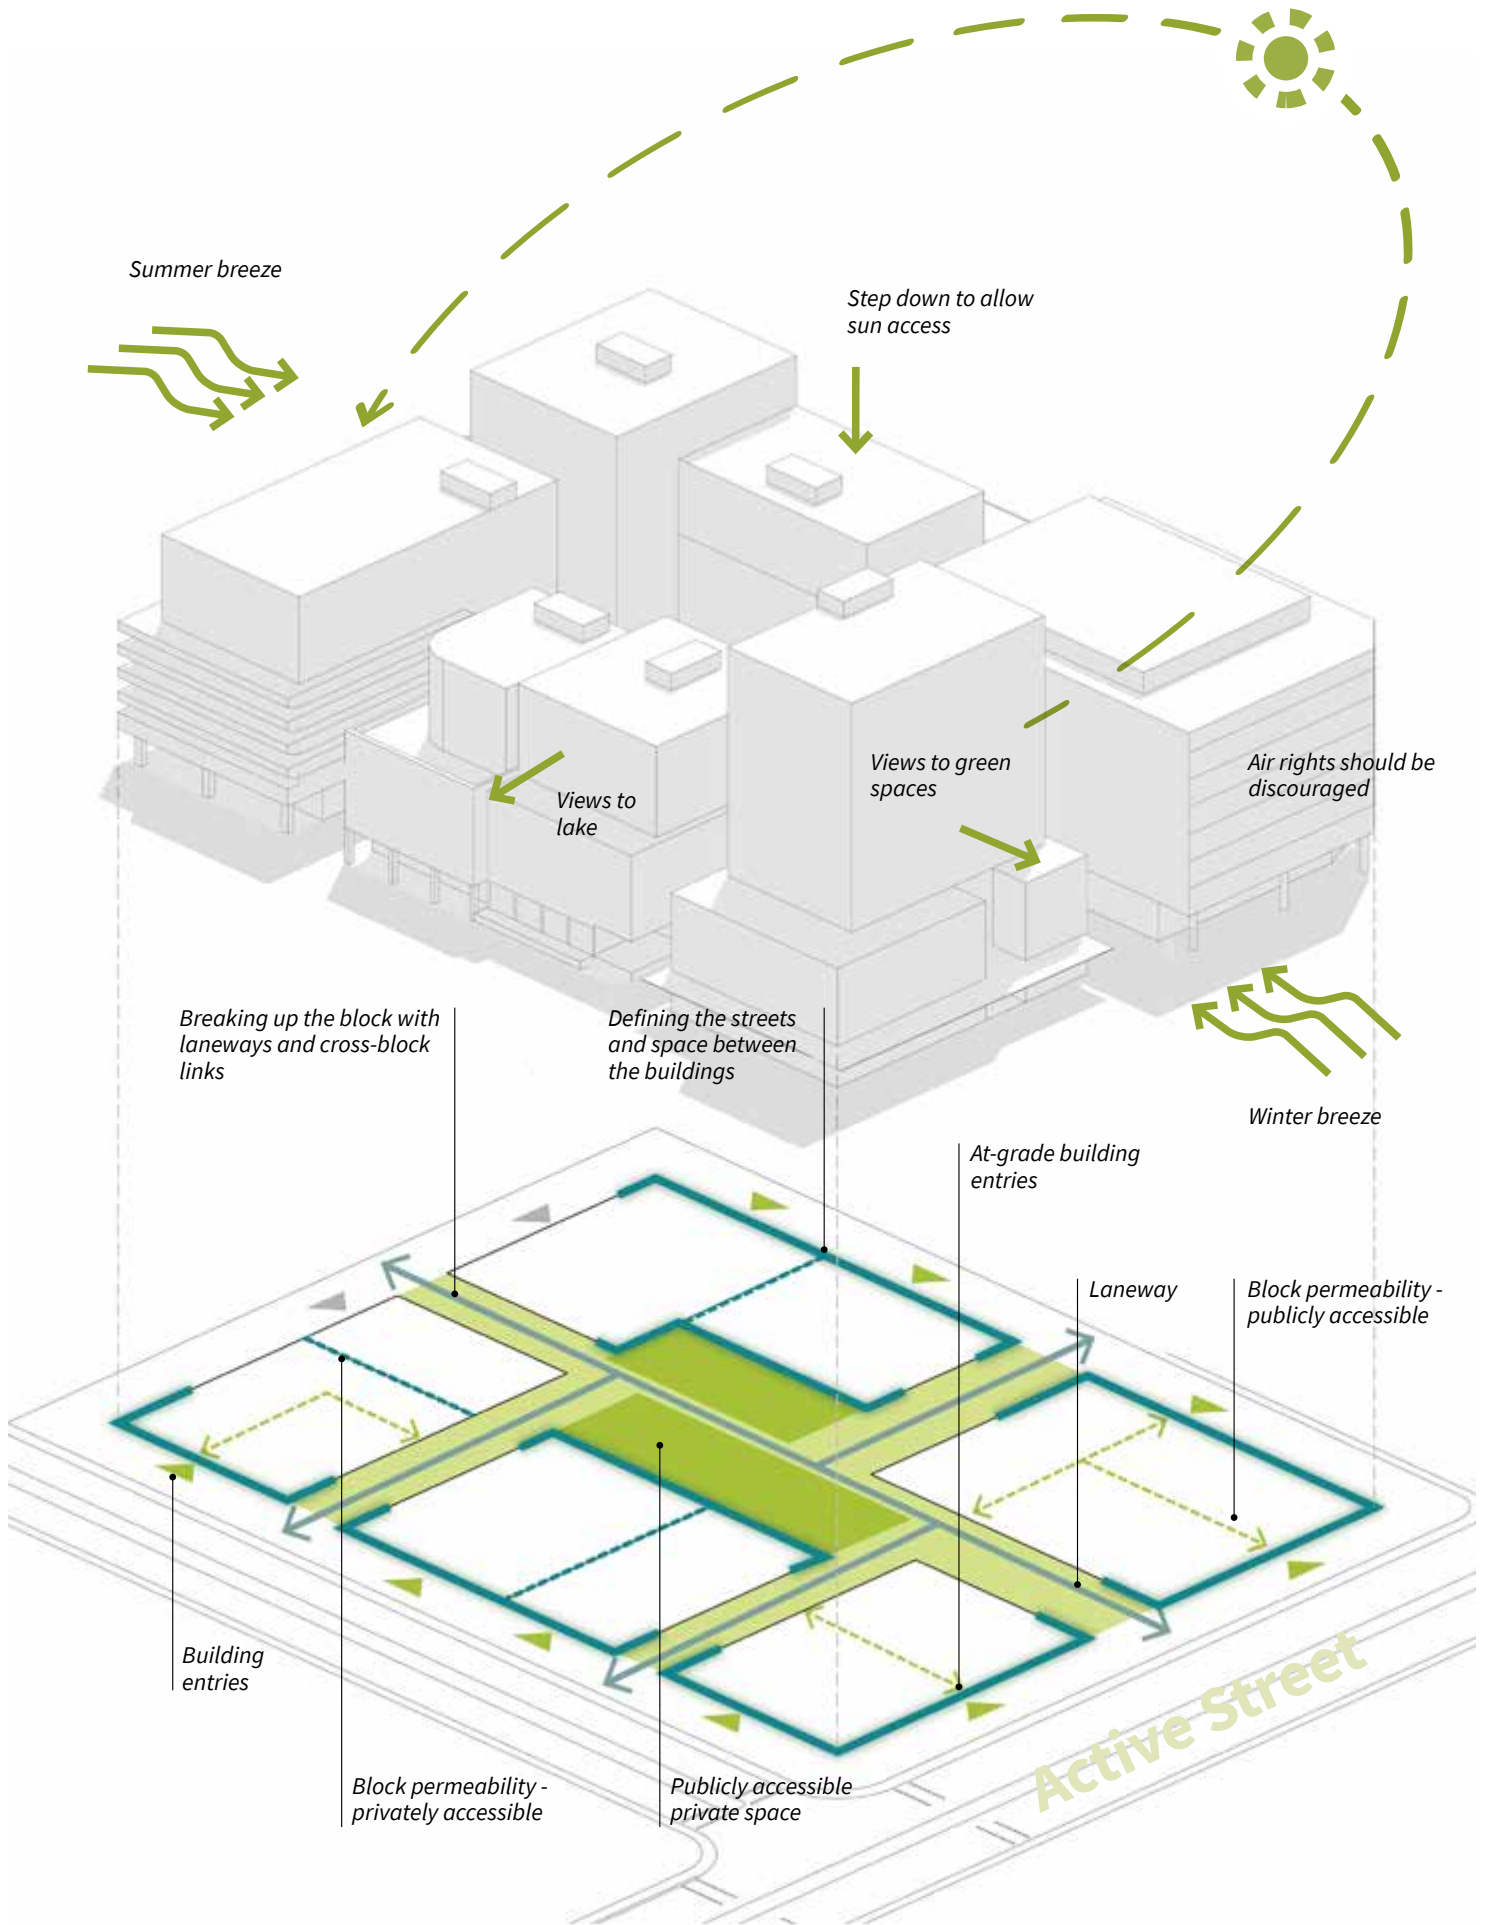 Summer breeze
Step down to allow
sun access
Views to green
spaces
Air rights should be
discouraged
Views to
lake
Breaking up the block with
laneways and cross-block
links
Defining the streets
and space between
the buildings
Winter breeze
At-grade building
entries
Laneway
Block permeability -
publicly accessible
Building
entries
Active Street
Block permeability -
privately accessible
Publicly accessible
private space